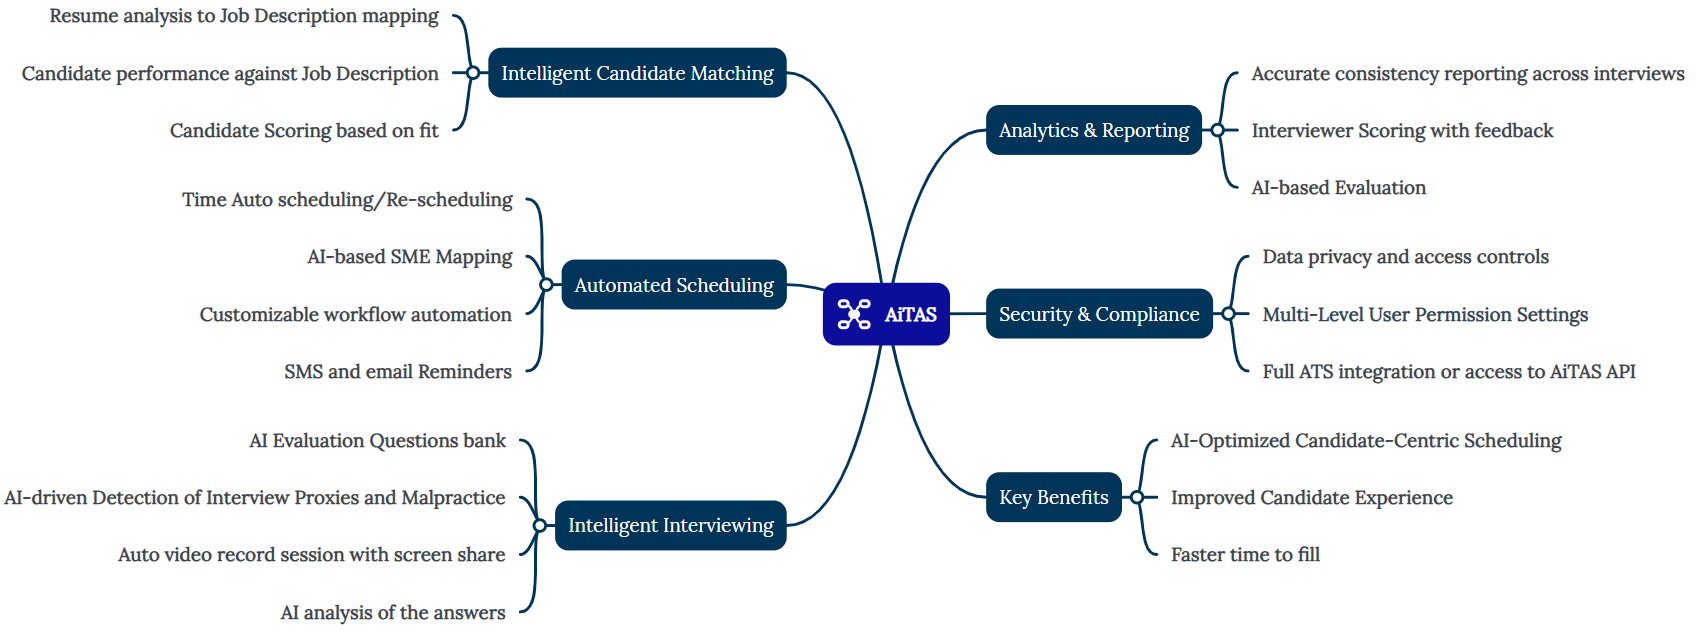 Resume analysis to Job Description mapping
Candidate performance against Job Description
Candidate Scoring based on fit
Intelligent Candidate Matching
Time Auto scheduling/Re-scheduling
AI-based SME Mapping
Customizable workflow automation
SMS and email Reminders
Automated Scheduling
AI Evaluation Questions bank
AI-driven Detection of Interview Proxies and Malpractice
Auto video record session with screen share
AI analysis of the answers
Intelligent Interviewing
AiTAS
Analytics & Reporting
Accurate consistency reporting across interviews
Interviewer Scoring with feedback
AI-based Evaluation
Security & Compliance
Data privacy and access controls
Multi-Level User Permission Settings
Full ATS integration or access to AiTAS API
Key Benefits
AI-Optimized Candidate-Centric Scheduling
Improved Candidate Experience
Faster time to fill